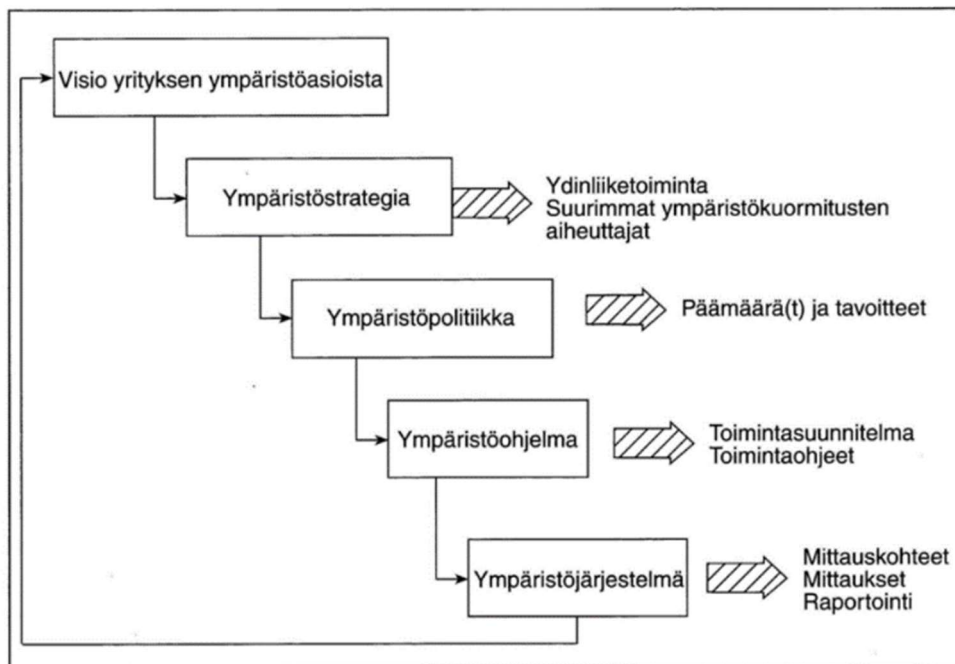 Visio yrityksen ympäristöasioista
Ympäristöstrategia
Ydinliiketoiminta
Suurimmat ympäristökuormitusten
aiheuttajat
Ympäristöpolitiikka
Päämäärä(t) ja tavoitteet
Ympäristöohjelma
Toimintasuunnitelma
Toimintaohjeet
Ympäristöjärjestelmä
Mittauskohteet
Mittaukset
Raportointi